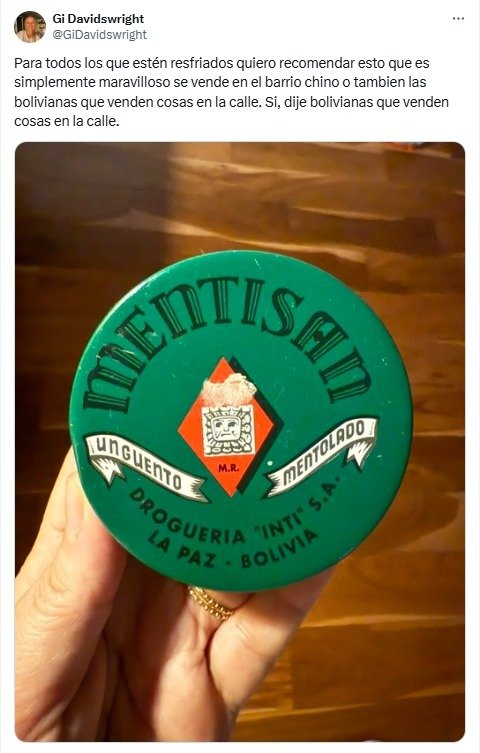 Gi Davidswright
@GiDavidswright
Para todos los que estén resfriados quiero recomendar esto que es
simplemente maravilloso se vende en el barrio chino o tambien las
bolivianas que venden cosas en la calle. Si, dije bolivianas que venden
cosas en la calle.
MENTISAN
UNGUENTO
MENTOLADO
M.R.
DROGUERIA "INTI" S.A.
LA PAZ - BOLIVIA